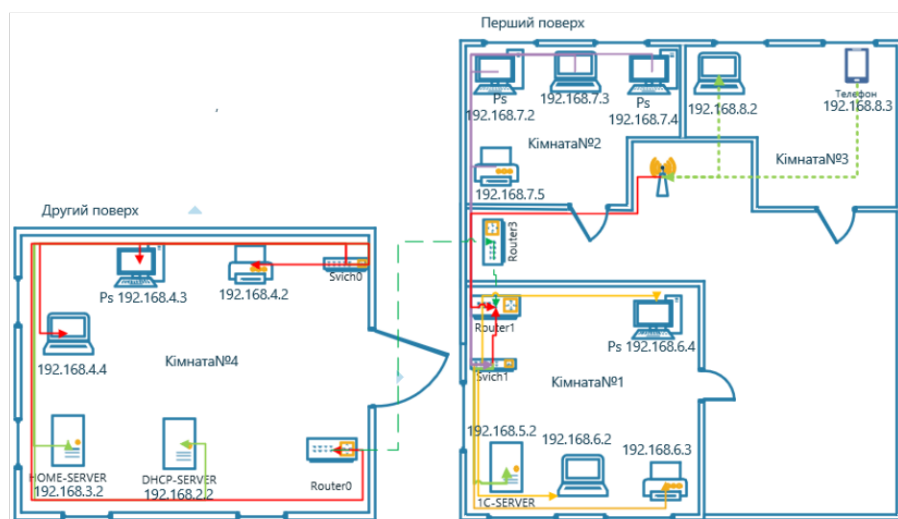 Перший поверх
Ps
192.168.7.2
192.168.7.3
Ps
192.168.7.4
192.168.8.2
Телефон
192.168.8.3
Кімната№2
Кімната№3
192.168.7.5
Другий поверх
Router3
Svich0
Ps 192.168.4.3
192.168.4.2
Router1
Ps 192.168.6.4
192.168.4.4
Кімната№4
Svich1
Кімната№1
192.168.5.2
192.168.6.2
192.168.6.3
HOME-SERVER
192.168.3.2
DHCP-SERVER
192.168.2.2
Router0
1C-SERVER